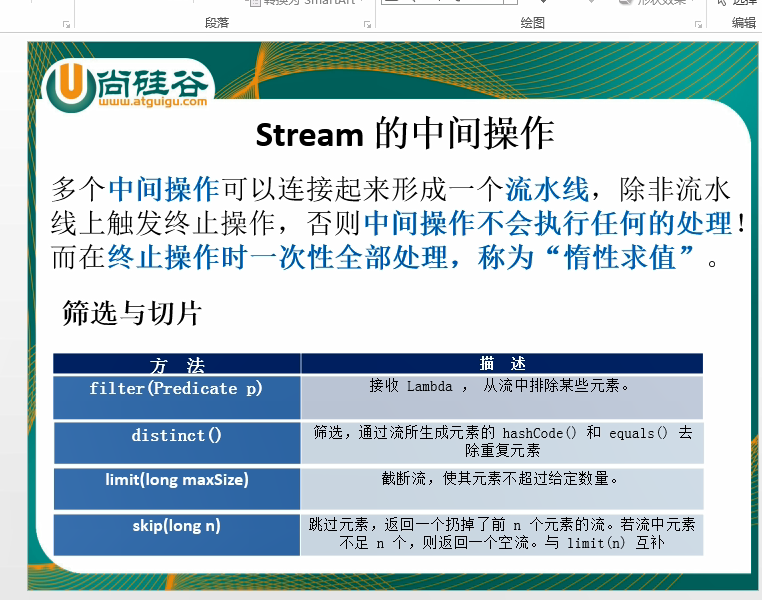 转换为 SmartArt
形状效果
选择
段落
绘图
编辑
尚硅谷
www.atguigu.com
Stream 的中间操作
多个中间操作可以连接起来形成一个流水线，除非流水
线上触发终止操作，否则中间操作不会执行任何的处理！
而在终止操作时一次性全部处理，称为“惰性求值”。
筛选与切片
方 法
描 述
filter(Predicate p)
接收 Lambda ， 从流中排除某些元素。
distinct()
筛选，通过流所生成元素的 hashCode() 和 equals() 去
除重复元素
limit(long maxSize)
截断流，使其元素不超过给定数量。
skip(long n)
跳过元素，返回一个扔掉了前 n 个元素的流。若流中元素
不足 n 个，则返回一个空流。与 limit(n) 互补